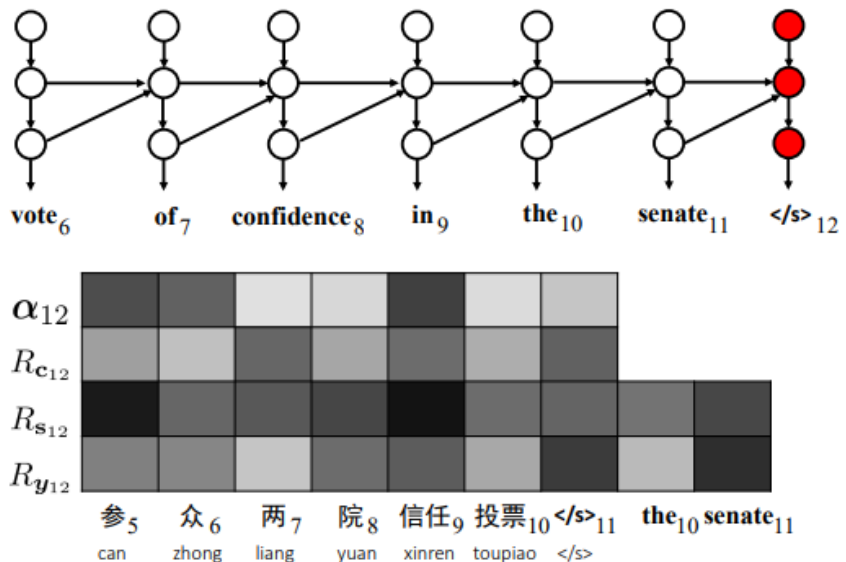 vote6 of7 confidence8 in9 the10 senate11 </s>12
α12
Rc12
Rs12
Ry12
参5 众6 两7 院8 信任9 投票10 </s>11 the10 senate11
can zhong liang yuan xinren toupiao </s>